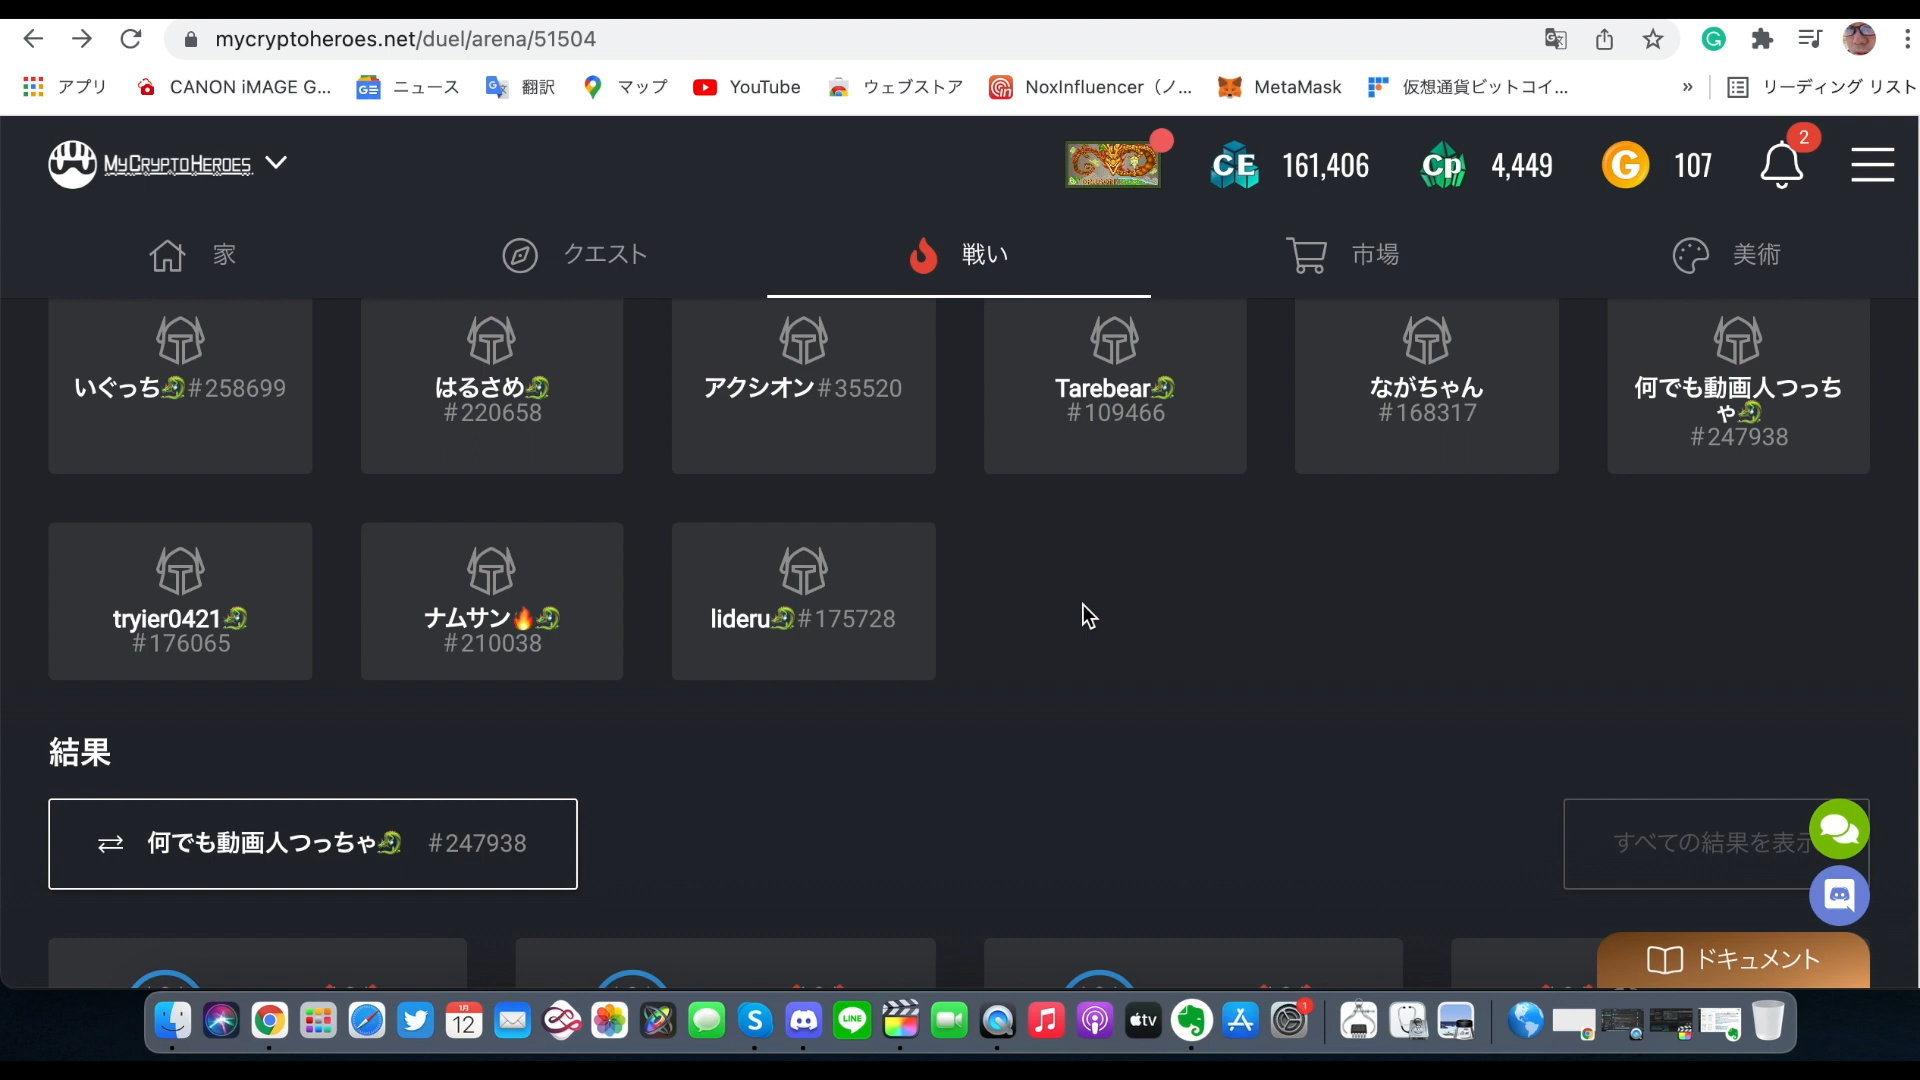 mycryptoheroes.net/duel/arena/51504
アプリ CANON iMAGE G... ニュース 翻訳 マップ YouTube ウェブストア NoxInfluencer（ノ... MetaMask 仮想通貨ビットコイ... » リーディング リスト
MYCRYPTOHEROES CE 161,406 Cp 4,449 G 107 2
家 クエスト 戦い 市場 美術
いぐっち#258699 はるさめ アクシオン#35520 Tarebear ながちゃん 何でも動画人つっち
#220658 #109466 #168317 ゃ
#247938
tryier0421 ナムサン lideru#175728
#176065 #210038
結果
何でも動画人つっちゃ #247938 すべての結果を表示
ドキュメント
1月
12 LINE tv 1